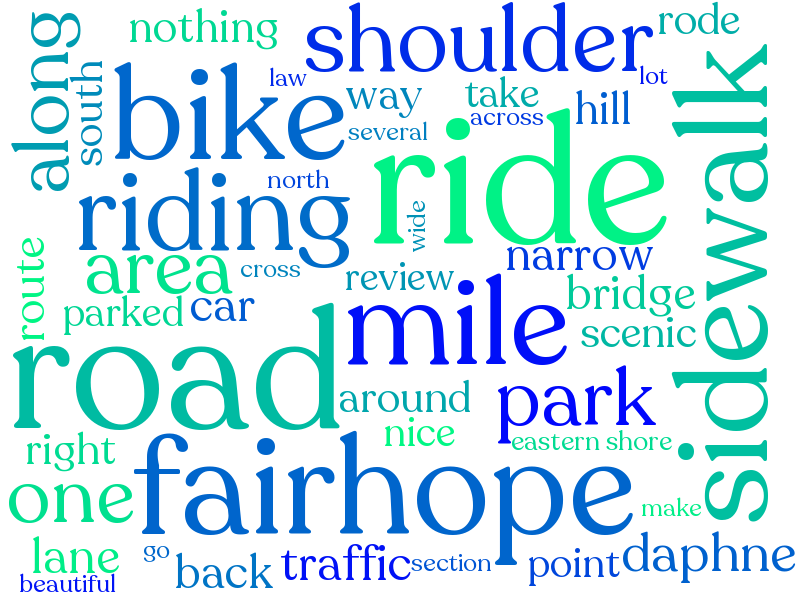 along
nothing
shoulder
rode
south
law
lot
bike
way
take
hill
several
across
sidewalk
ride
riding
north
wide
narrow
route
area
cross
review
bridge
parked
car
scenic
mile
road
around
park
nice
right
eastern shore
fairhope
one
make
lane
go
back
traffic
section
point
daphne
beautiful